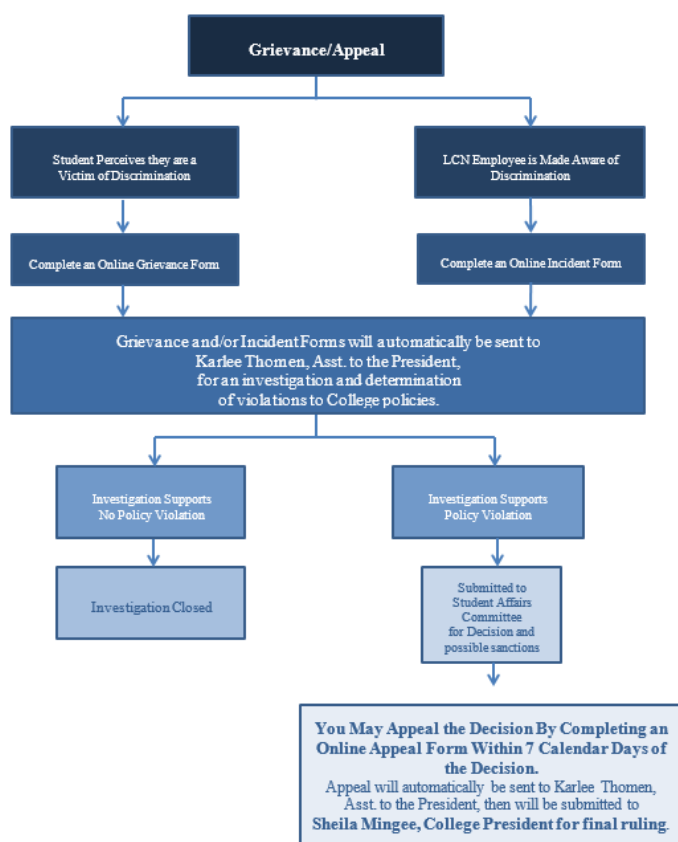 Grievance/Appeal
Student Perceives they are a
Victim of Discrimination
LCN Employee is Made Aware of
Discrimination
Complete an Online Grievance Form
Complete an Online Incident Form
Grievance and/or Incident Forms will automatically be sent to
Karlee Thomen, Asst. to the President,
for an investigation and determination
of violations to College policies.
Investigation Supports
No Policy Violation
Investigation Supports
Policy Violation
Investigation Closed
Submitted to
Student Affairs
Committee
for Decision and
possible sanctions
You May Appeal the Decision By Completing an
Online Appeal Form Within 7 Calendar Days of
the Decision.
Appeal will automatically be sent to Karlee Thomen,
Asst. to the President, then will be submitted to
Sheila Mingee, College President for final ruling.